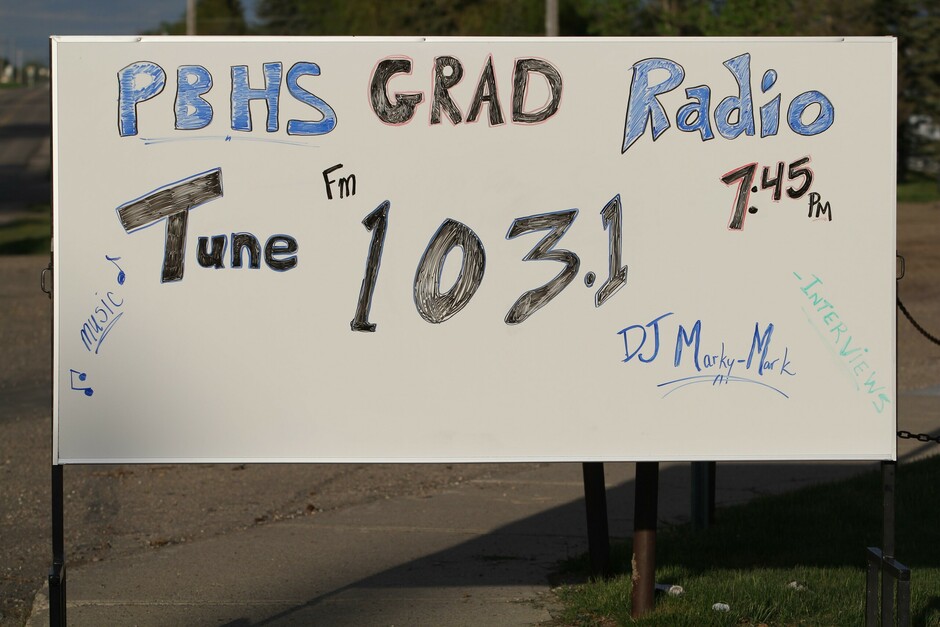 PBHS GRAD Radio
7:45 PM
Tune Fm 103.1
music
DJ Marky-Mark
-INTERVIEWS